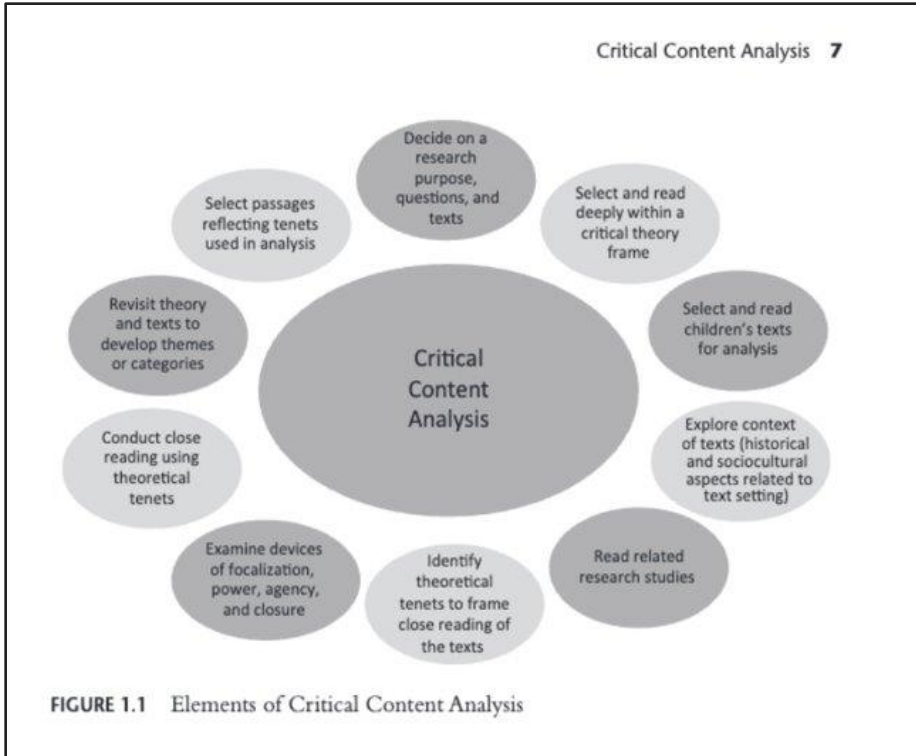 Critical Content Analysis 7
Decide on a
research
purpose,
questions, and
texts
Select and read
deeply within a
critical theory
frame
Select and read
children's texts
for analysis
Explore context
of texts (historical
and sociocultural
aspects related to
text setting)
Read related
research studies
Identify
theoretical
tenets to frame
close reading of
the texts
Examine devices
of focalization,
power, agency,
and closure
Conduct close
reading using
theoretical
tenets
Revisit theory
and texts to
develop themes
or categories
Select passages
reflecting tenets
used in analysis
Critical
Content
Analysis
FIGURE 1.1 Elements of Critical Content Analysis